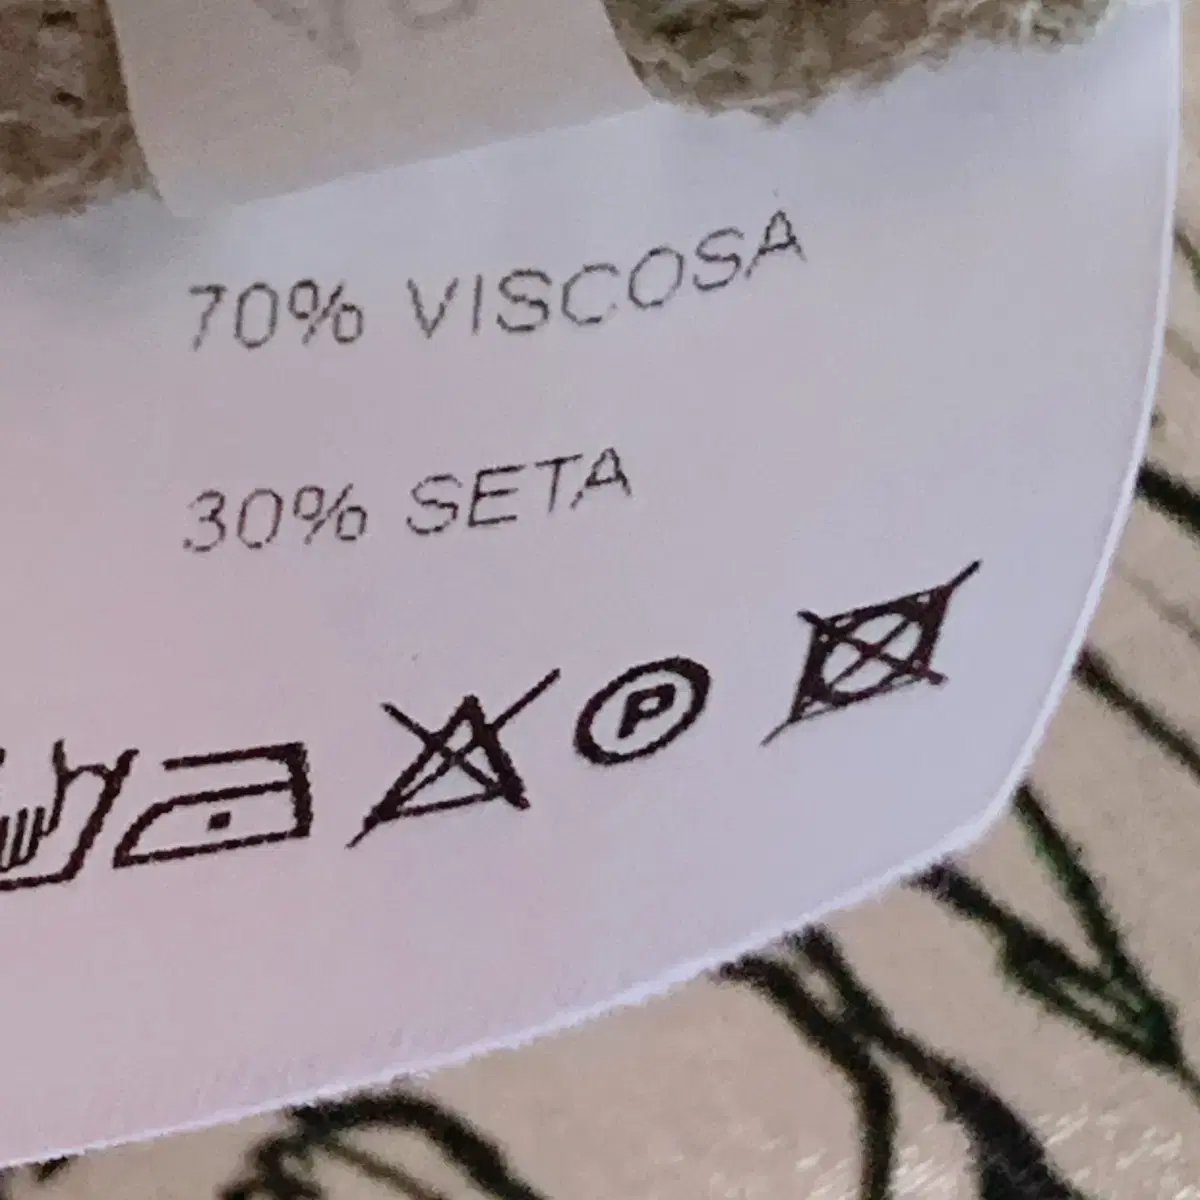 70% VISCOSA
30% SETA
P